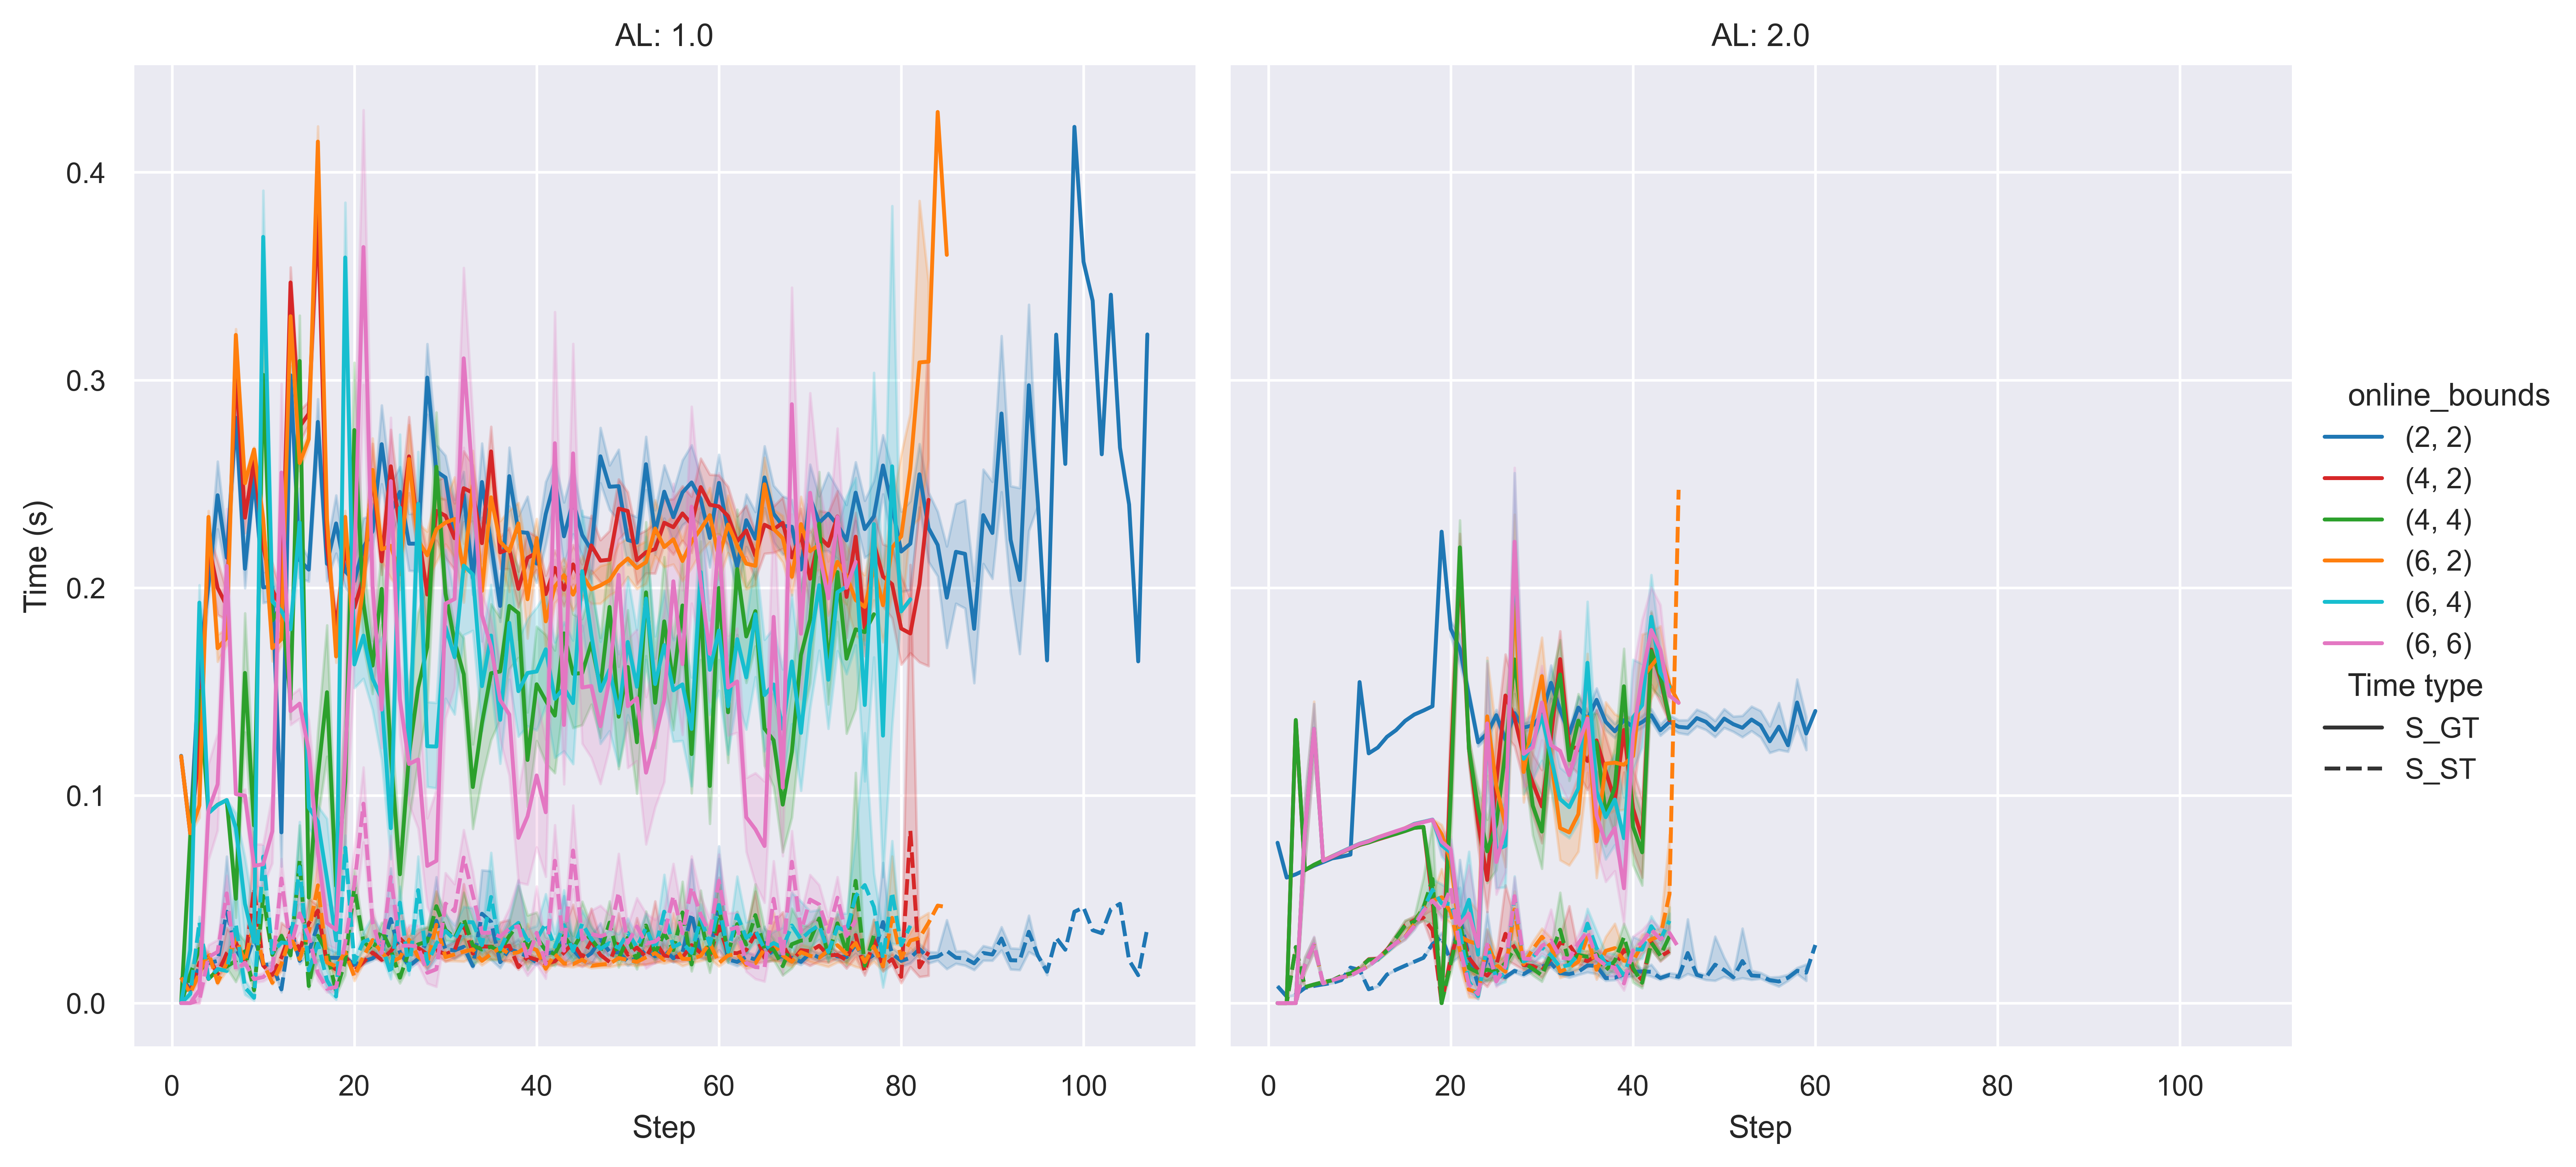 AL: 1.0
AL: 2.0
Time (s)
0.4
0.3
0.2
0.1
0.0
0 20 40 60 80 100
0 20 40 60 80 100
Step
Step
online_bounds
(2, 2)
(4, 2)
(4, 4)
(6, 2)
(6, 4)
(6, 6)
Time type
S_GT
S_ST